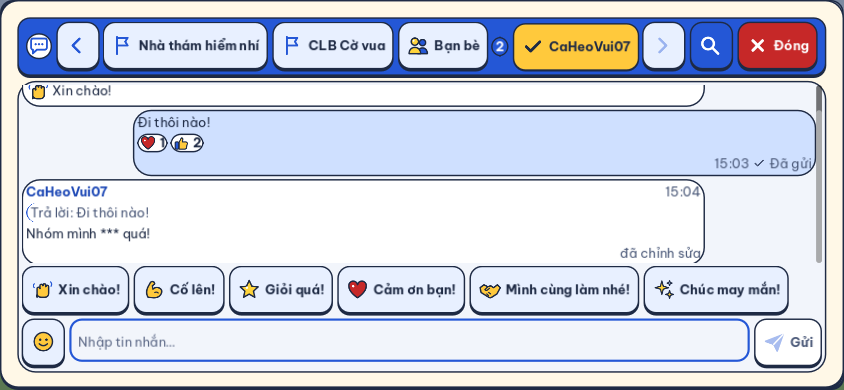 Nhà thám hiểm nhí
CLB Cờ vua
Bạn bè 2
CaHeoVui07
Đóng
Xin chào!
Đi thôi nào!
1 2
15:03 Đã gửi
CaHeoVui07 15:04
Trả lời: Đi thôi nào!
Nhóm mình *** quá!
đã chỉnh sửa
Xin chào!
Cố lên!
Giỏi quá!
Cảm ơn bạn!
Mình cùng làm nhé!
Chúc may mắn!
Nhập tin nhắn...
Gửi